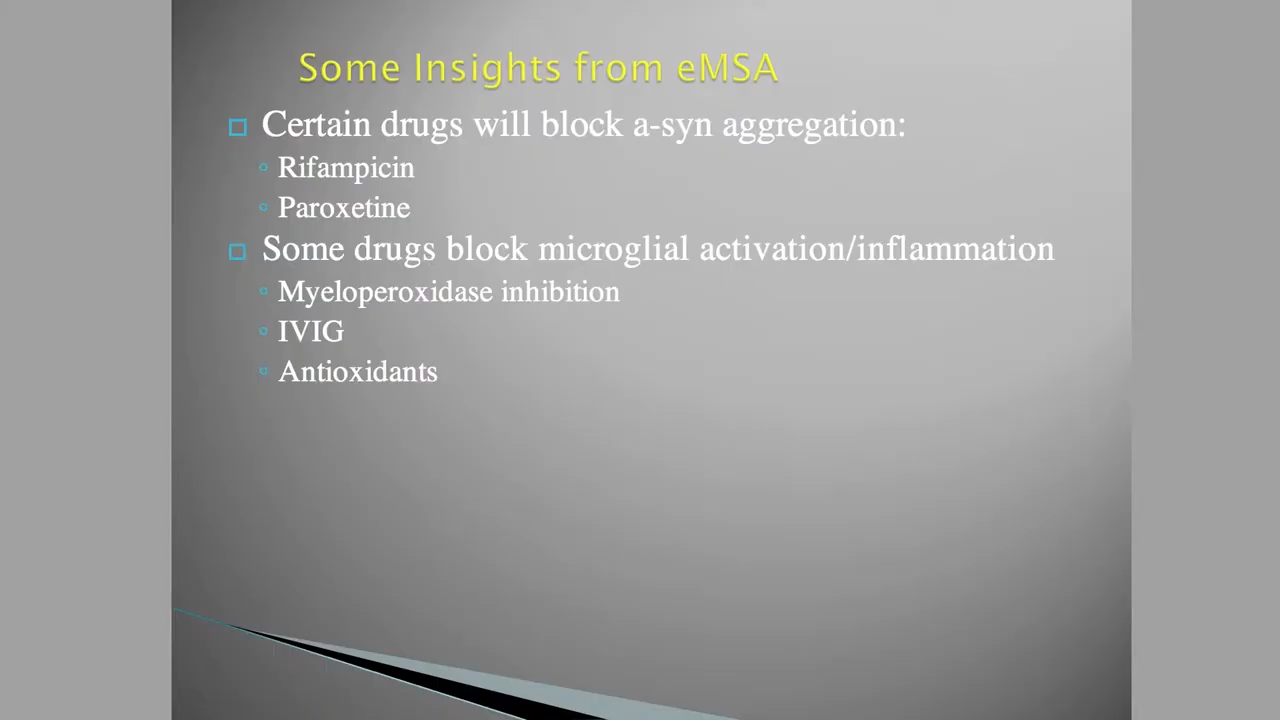 Some Insights from eMSA
Certain drugs will block a-syn aggregation:
Rifampicin
Paroxetine
Some drugs block microglial activation/inflammation
Myeloperoxidase inhibition
IVIG
Antioxidants